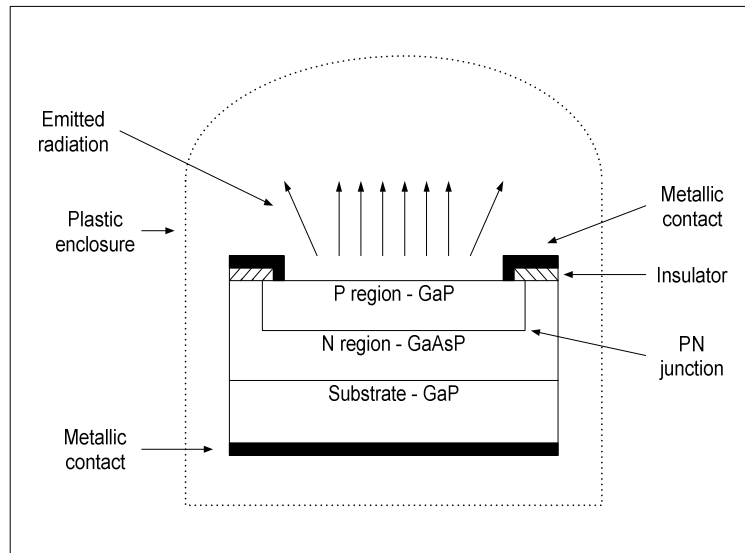 Emitted
radiation
Plastic
enclosure
Metallic
contact
Insulator
P region - GaP
N region - GaAsP
PN
junction
Substrate - GaP
Metallic
contact